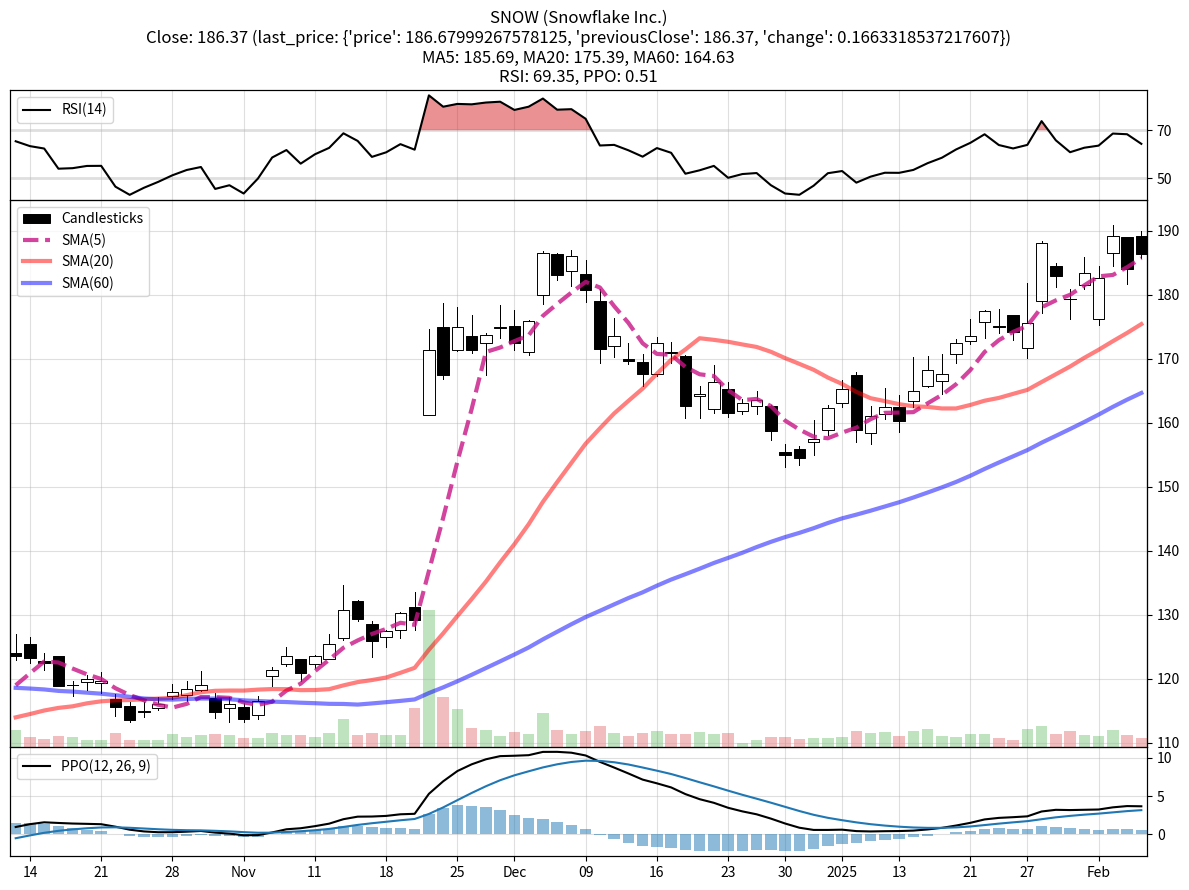 SNOW (Snowflake Inc.)
Close: 186.37 (last_price: {'price': 186.67999267578125, 'previousClose': 186.37, 'change': 0.1663318537217607})
MA5: 185.69, MA20: 175.39, MA60: 164.63
RSI: 69.35, PPO: 0.51
RSI(14)
70
50
Candlesticks
SMA(5)
SMA(20)
SMA(60)
190
180
170
160
150
140
130
120
110
PPO(12, 26, 9)
10
5
0
14 21 28 Nov 11 18 25 Dec 09 16 23 30 2025 13 21 27 Feb